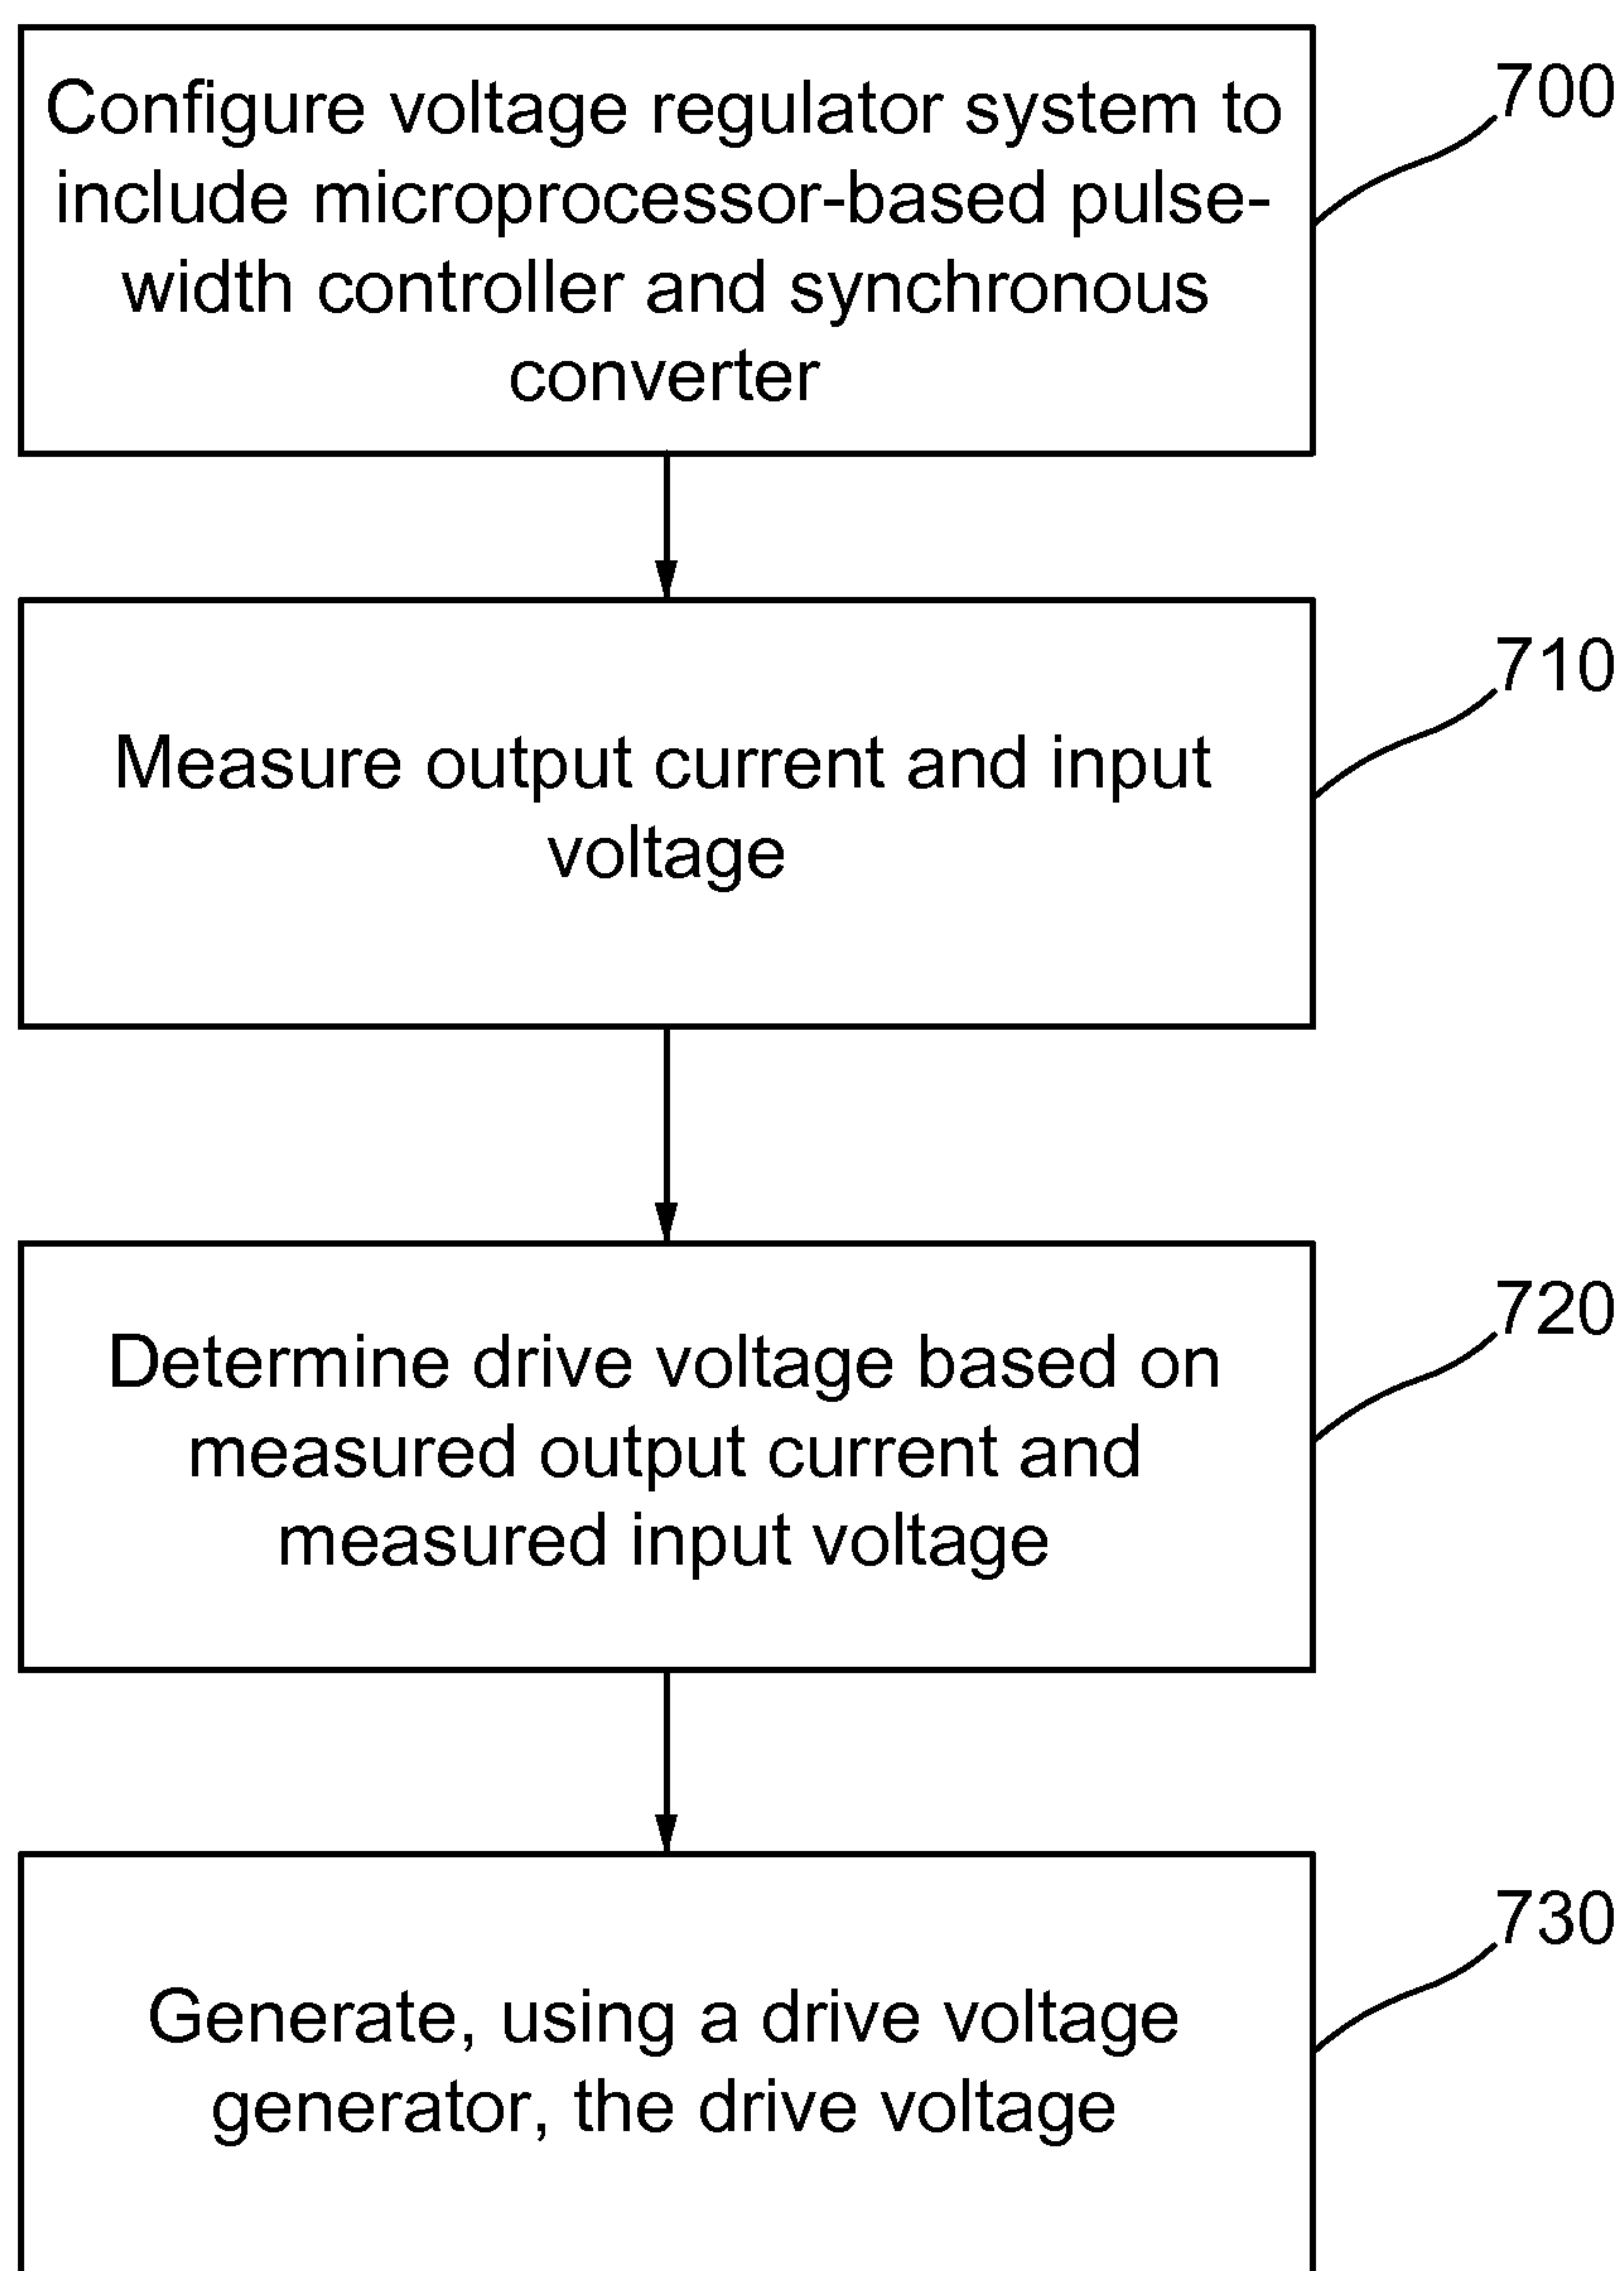 Configure voltage regulator system to
include microprocessor-based pulse-
width controller and synchronous
converter
700
Measure output current and input
voltage
710
Determine drive voltage based on
measured output current and
measured input voltage
720
Generate, using a drive voltage
generator, the drive voltage
730